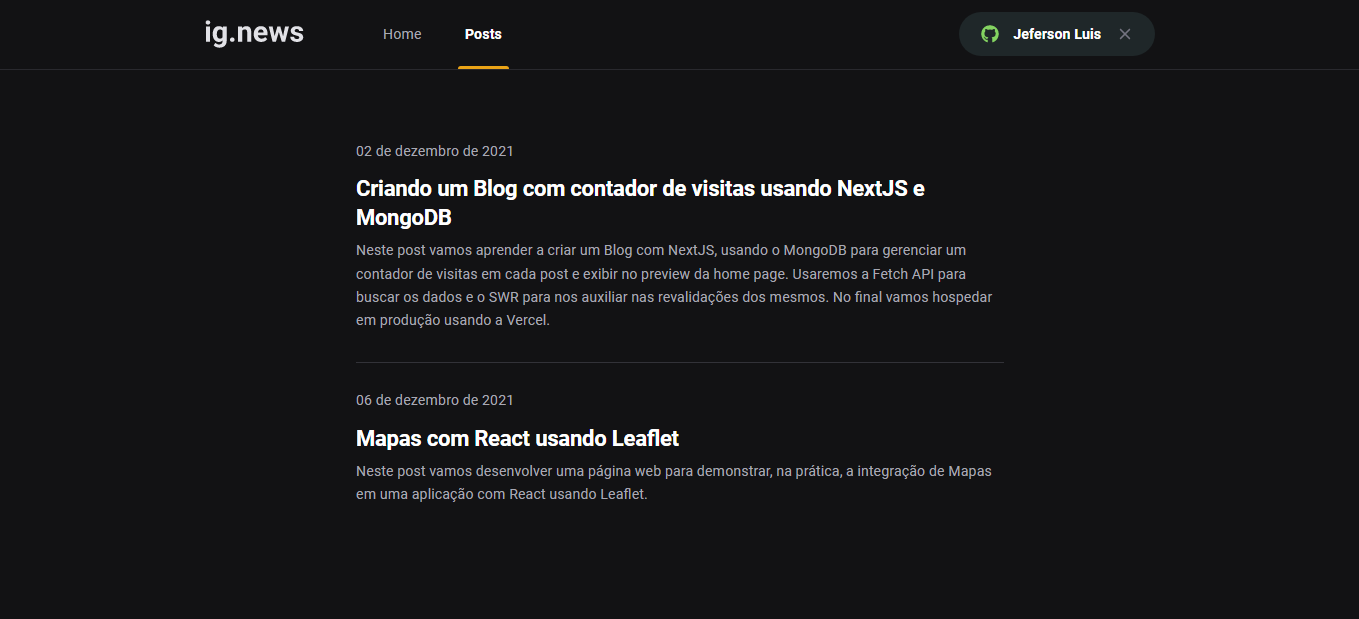 ig.news
Home
Posts
Jeferson Luis
02 de dezembro de 2021
Criando um Blog com contador de visitas usando NextJS e
MongoDB
Neste post vamos aprender a criar um Blog com NextJS, usando o MongoDB para gerenciar um
contador de visitas em cada post e exibir no preview da home page. Usaremos a Fetch API para
buscar os dados e o SWR para nos auxiliar nas revalidações dos mesmos. No final vamos hospedar
em produção usando a Vercel.
06 de dezembro de 2021
Mapas com React usando Leaflet
Neste post vamos desenvolver uma página web para demonstrar, na prática, a integração de Mapas
em uma aplicação com React usando Leaflet.